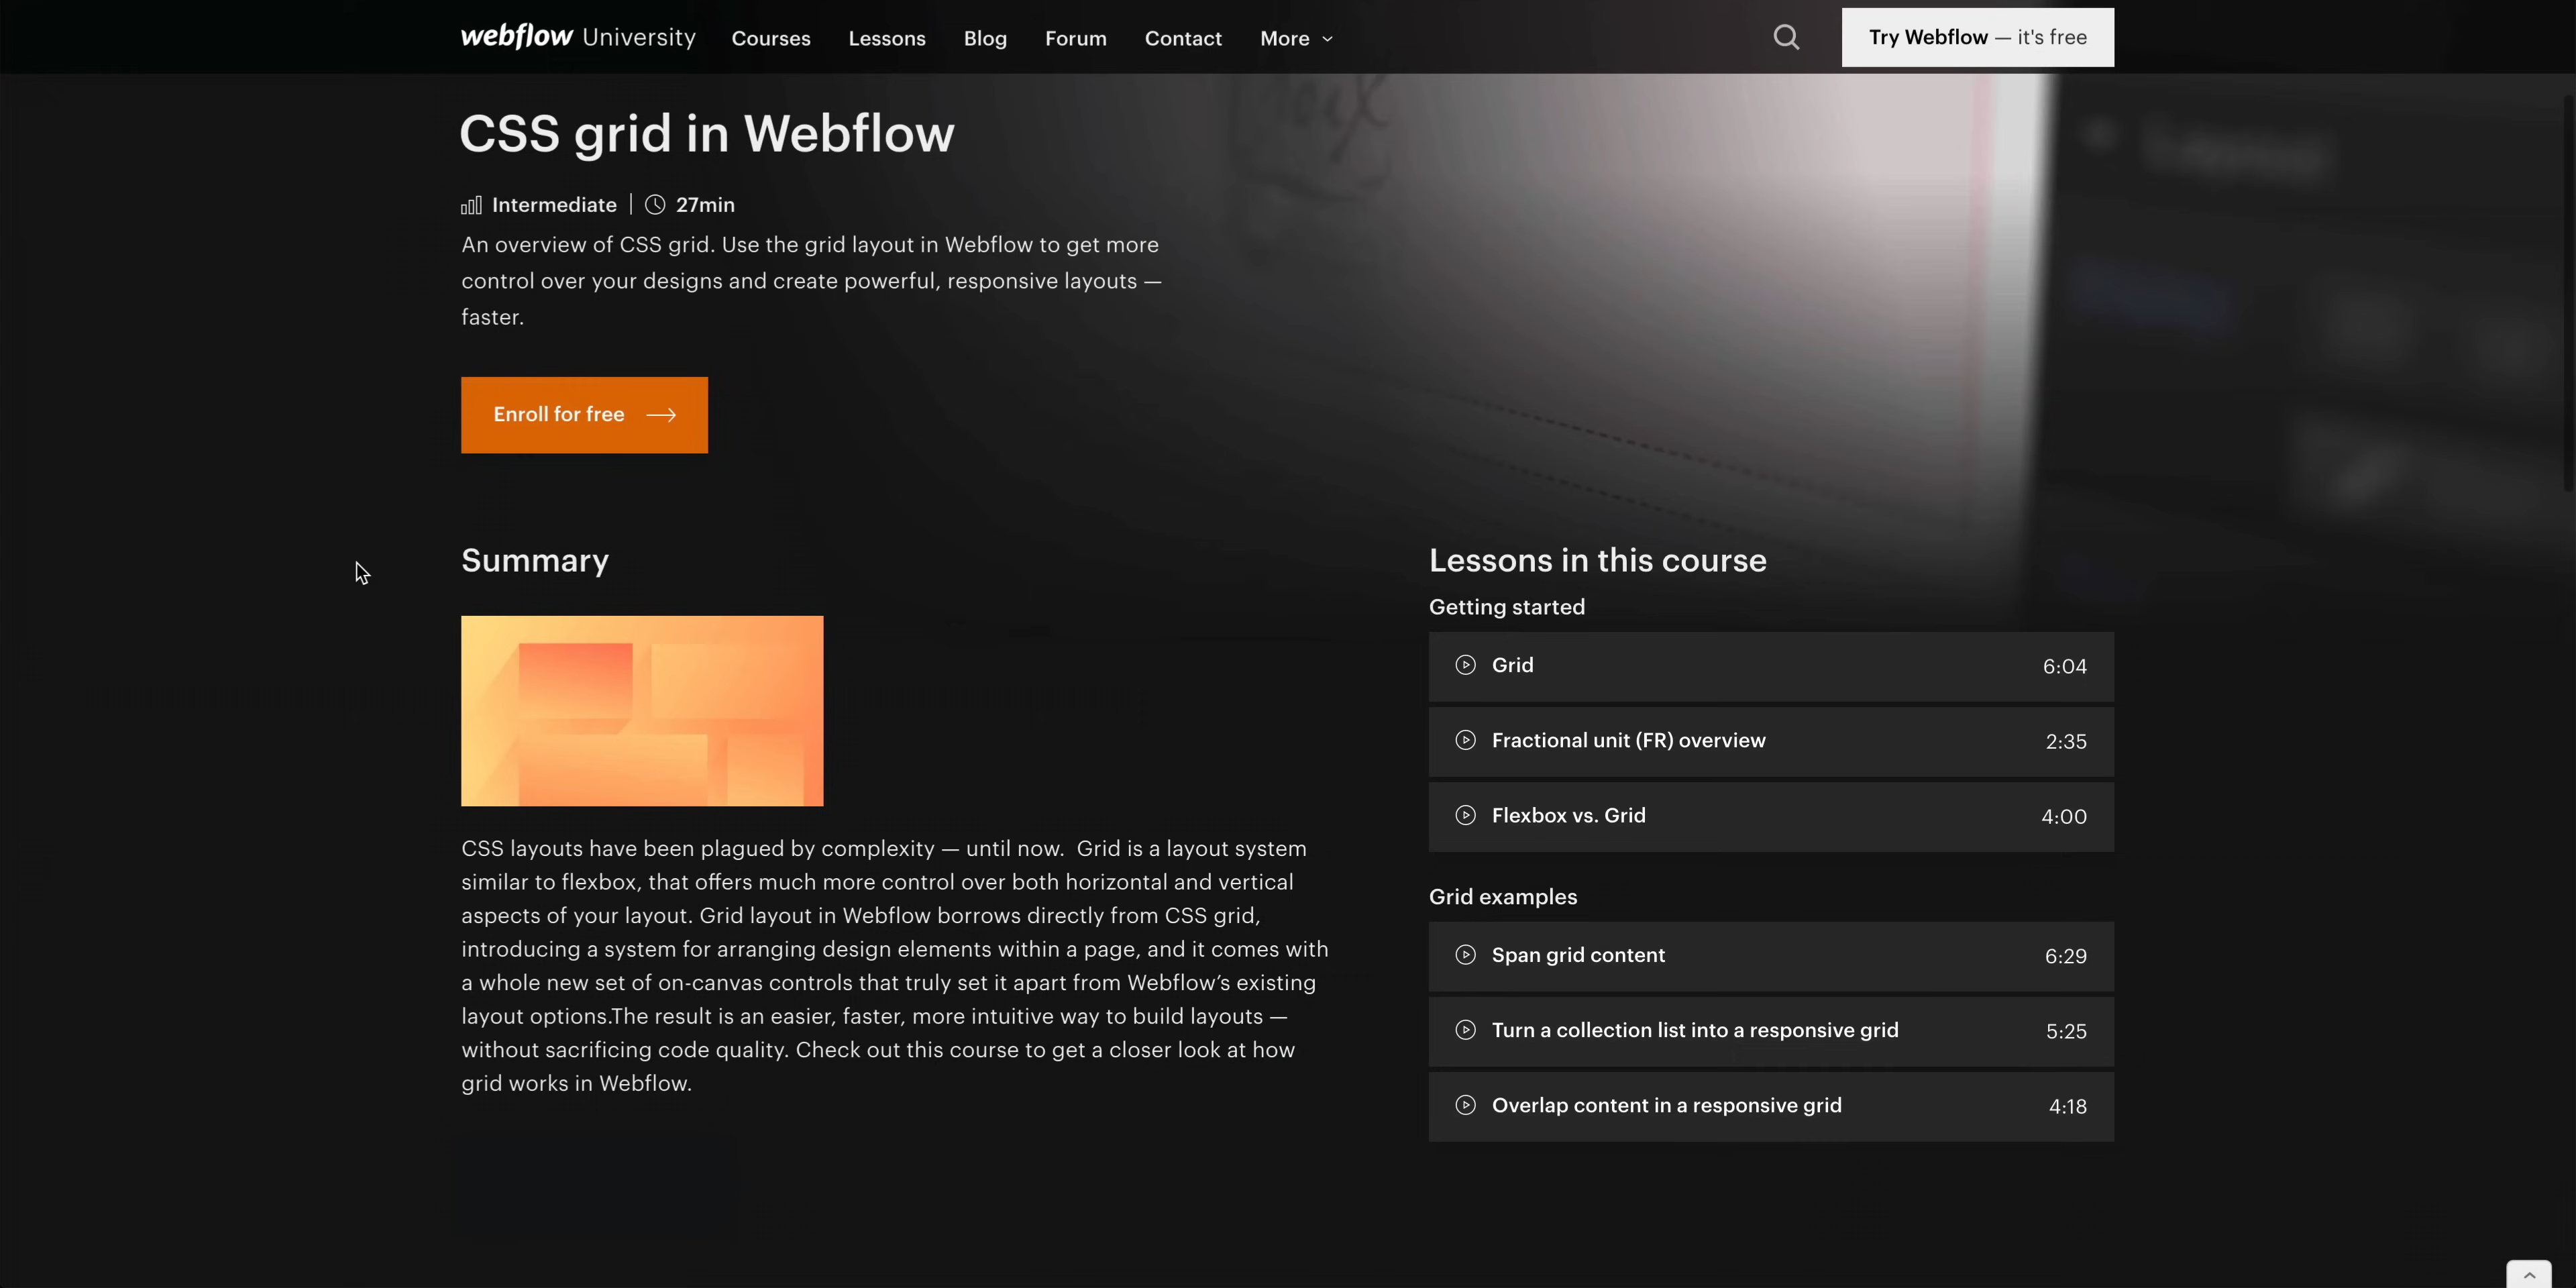 webflow University Courses Lessons Blog Forum Contact More Try Webflow — it's free
CSS grid in Webflow
Intermediate 27min
An overview of CSS grid. Use the grid layout in Webflow to get more
control over your designs and create powerful, responsive layouts —
faster.
Enroll for free
Summary
CSS layouts have been plagued by complexity — until now.  Grid is a layout system
similar to flexbox, that offers much more control over both horizontal and vertical
aspects of your layout. Grid layout in Webflow borrows directly from CSS grid,
introducing a system for arranging design elements within a page, and it comes with
a whole new set of on-canvas controls that truly set it apart from Webflow’s existing
layout options.The result is an easier, faster, more intuitive way to build layouts —
without sacrificing code quality. Check out this course to get a closer look at how
grid works in Webflow.
Lessons in this course
Getting started
Grid 6:04
Fractional unit (FR) overview 2:35
Flexbox vs. Grid 4:00
Grid examples
Span grid content 6:29
Turn a collection list into a responsive grid 5:25
Overlap content in a responsive grid 4:18